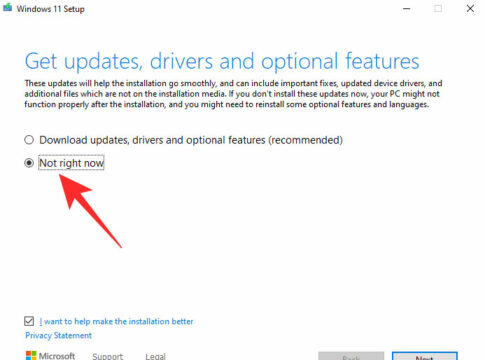 Windows 11 Setup
Get updates, drivers and optional features
These updates will help the installation go smoothly, and can include important fixes, updated device drivers, and
additional files which are not on the installation media. If you don't install these updates now, your PC might not
function properly after the installation, and you might need to reinstall some optional features and languages.
Download updates, drivers and optional features (recommended)
Not right now
I want to help make the installation better
Privacy Statement
Microsoft Support Legal Back Next